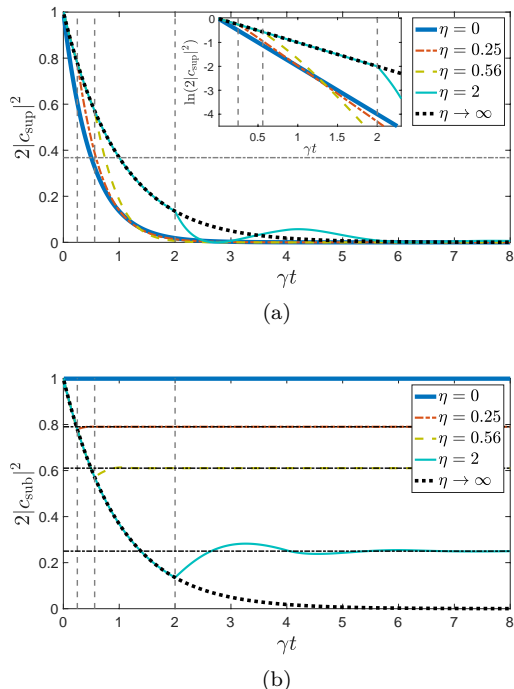 (a)
2|c_sup|²
1
0.8
0.6
0.4
0.2
0
0 1 2 3 4 5 6 7 8
γt
ln(2|c_sup|²)
0
-1
-2
-3
-4
0.5 1 1.5 2
γt
η = 0
η = 0.25
η = 0.56
η = 2
η → ∞
(a)
2|c_sub|²
1
0.8
0.6
0.4
0.2
0
0 1 2 3 4 5 6 7 8
γt
η = 0
η = 0.25
η = 0.56
η = 2
η → ∞
(b)